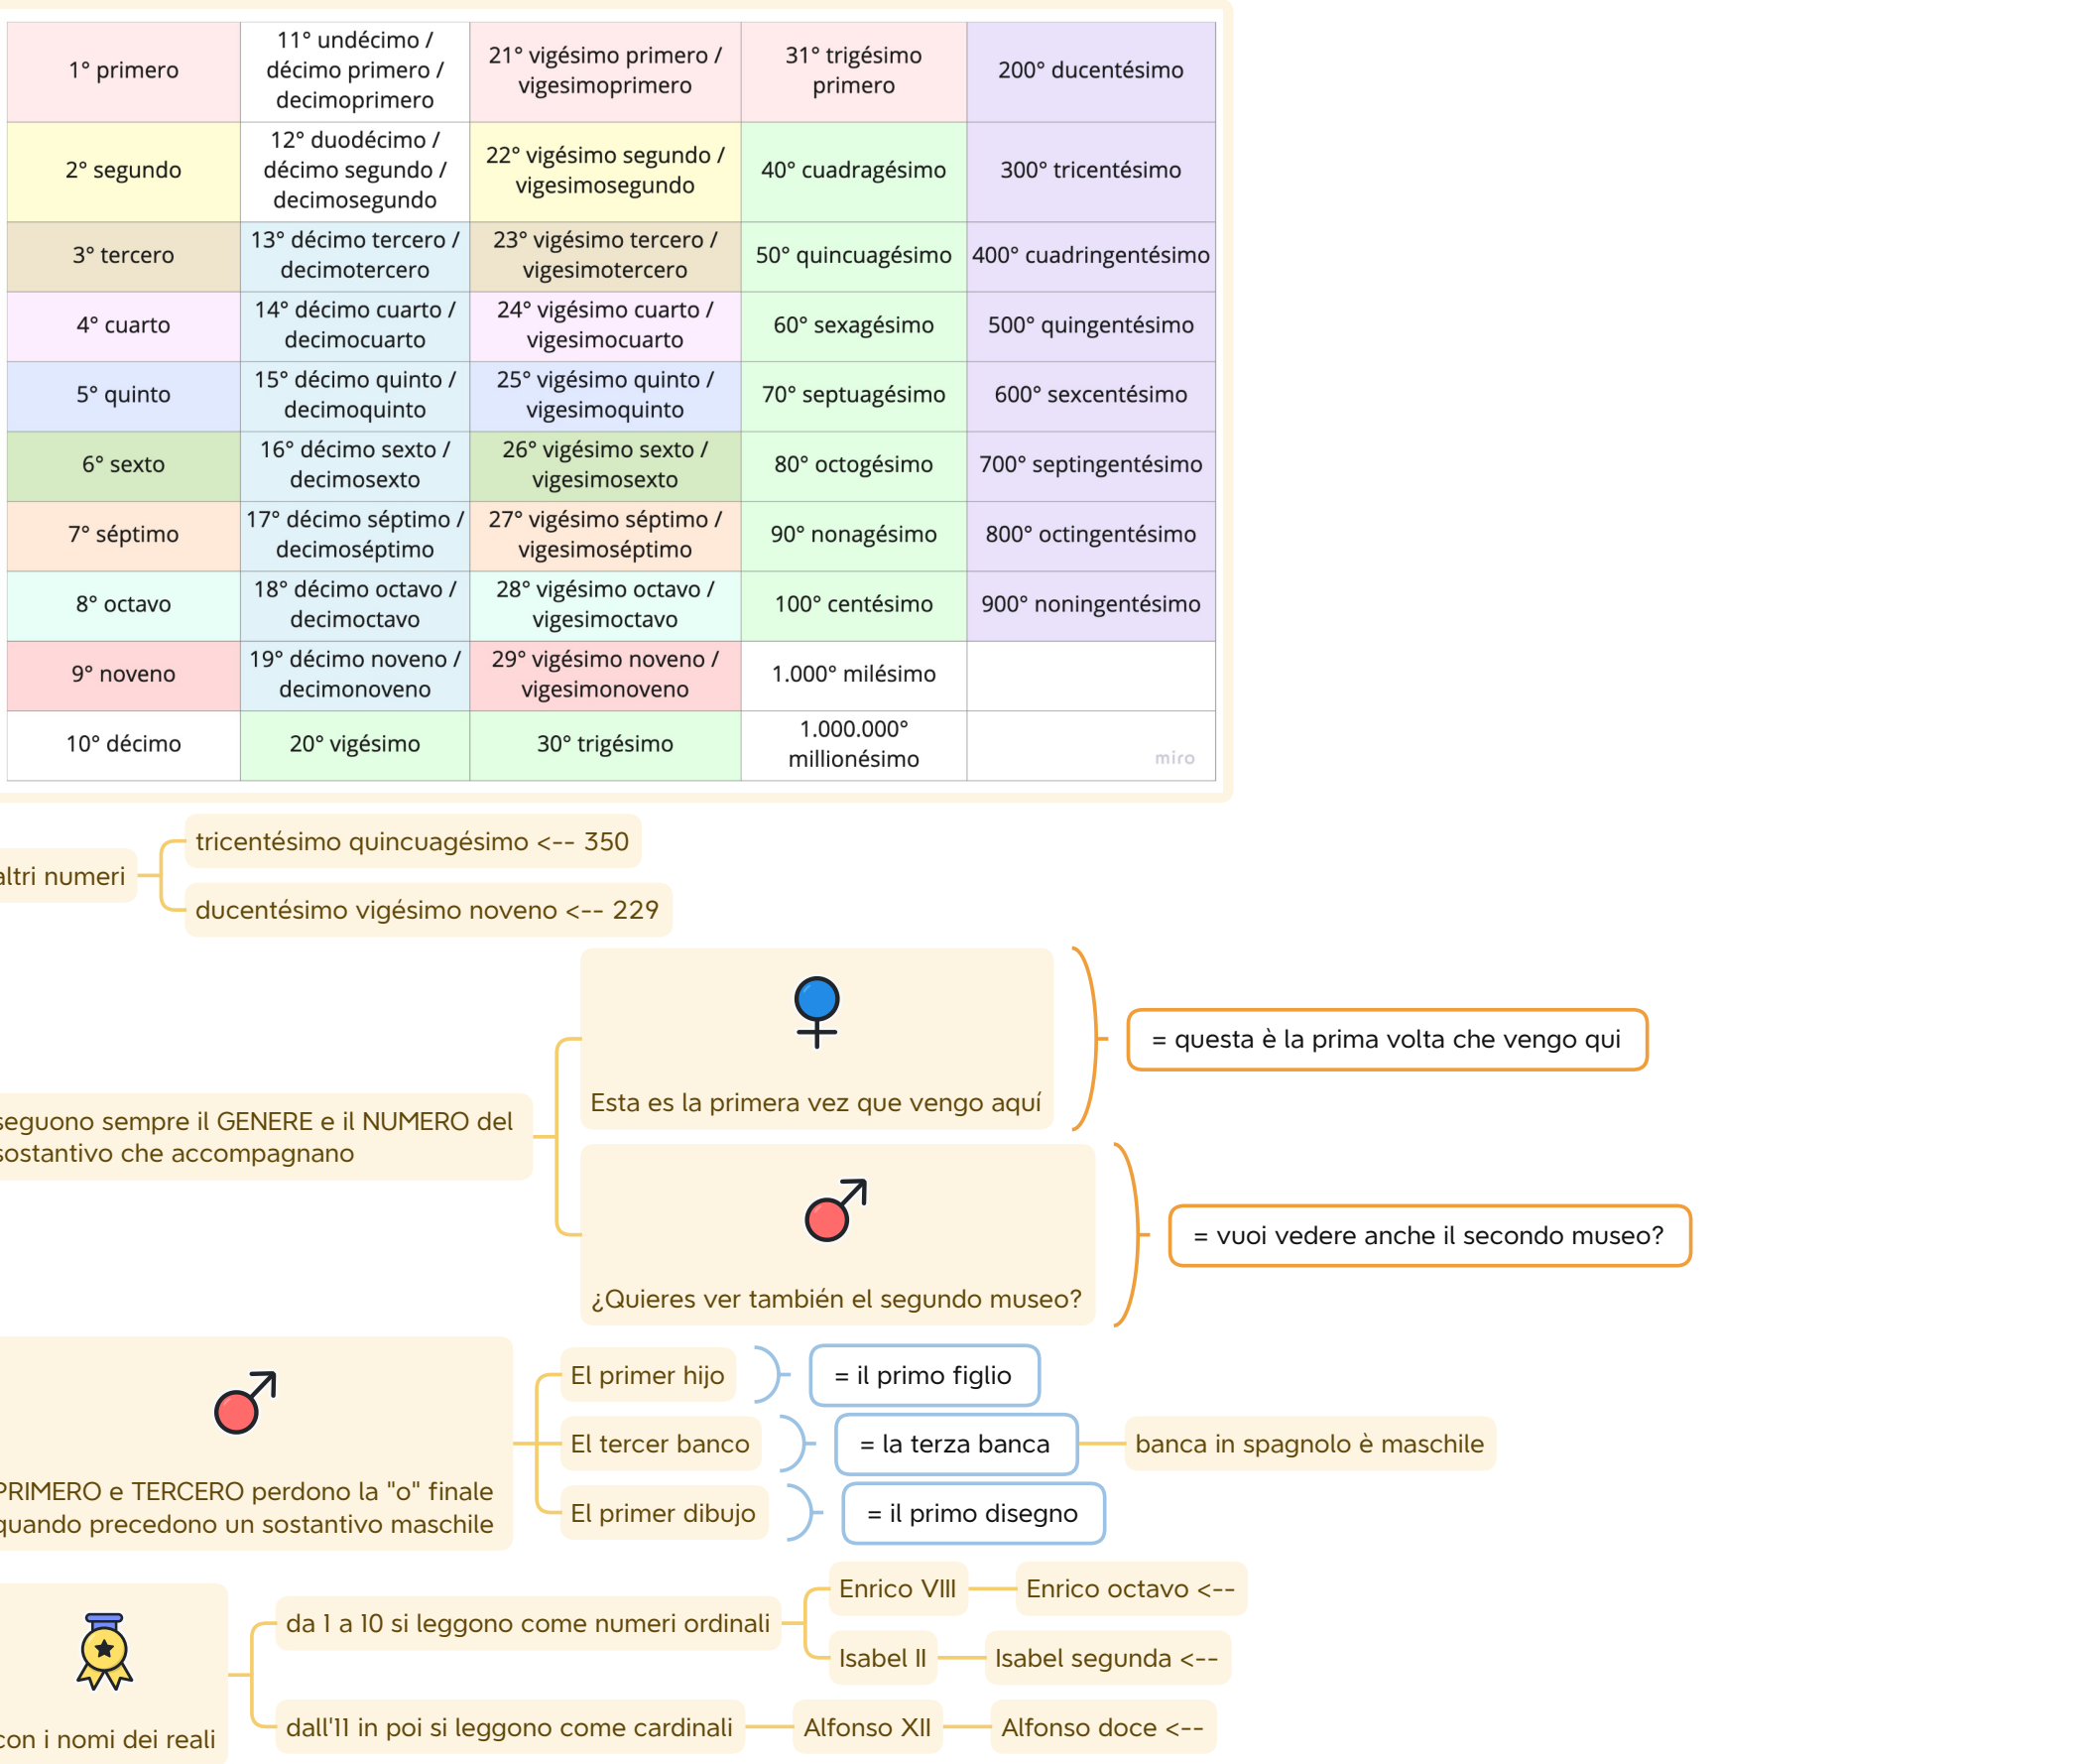 1° primero
11° undécimo /
décimo primero /
decimoprimero
21° vigésimo primero /
vigesimoprimero
31° trigésimo
primero
200° ducentésimo
2° segundo
12° duodécimo /
décimo segundo /
decimosegundo
22° vigésimo segundo /
vigesimosegundo
40° cuadragésimo
300° tricentésimo
3° tercero
13° décimo tercero /
decimotercero
23° vigésimo tercero /
vigesimotercero
50° quincuagésimo
400° cuadringentésimo
4° cuarto
14° décimo cuarto /
decimocuarto
24° vigésimo cuarto /
vigesimocuarto
60° sexagésimo
500° quingentésimo
5° quinto
15° décimo quinto /
decimoquinto
25° vigésimo quinto /
vigesimoquinto
70° septuagésimo
600° sexcentésimo
6° sexto
16° décimo sexto /
decimosexto
26° vigésimo sexto /
vigesimosexto
80° octogésimo
700° septingentésimo
7° séptimo
17° décimo séptimo /
decimoséptimo
27° vigésimo séptimo /
vigesimoséptimo
90° nonagésimo
800° octingentésimo
8° octavo
18° décimo octavo /
decimoctavo
28° vigésimo octavo /
vigesimoctavo
100° centésimo
900° noningentésimo
9° noveno
19° décimo noveno /
decimonoveno
29° vigésimo noveno /
vigesimonoveno
1.000° milésimo
10° décimo
20° vigésimo
30° trigésimo
1.000.000°
millionésimo
miro
altri numeri
tricentésimo quincuagésimo <-- 350
ducentésimo vigésimo noveno <-- 229
seguono sempre il GENERE e il NUMERO del
sostantivo che accompagnano
Esta es la primera vez que vengo aquí
= questa è la prima volta che vengo qui
¿Quieres ver también el segundo museo?
= vuoi vedere anche il secondo museo?
PRIMERO e TERCERO perdono la "o" finale
quando precedono un sostantivo maschile
El primer hijo
= il primo figlio
El tercer banco
= la terza banca
banca in spagnolo è maschile
El primer dibujo
= il primo disegno
con i nomi dei reali
da 1 a 10 si leggono come numeri ordinali
Enrico VIII
Enrico octavo <--
Isabel II
Isabel segunda <--
dall'11 in poi si leggono come cardinali
Alfonso XII
Alfonso doce <--